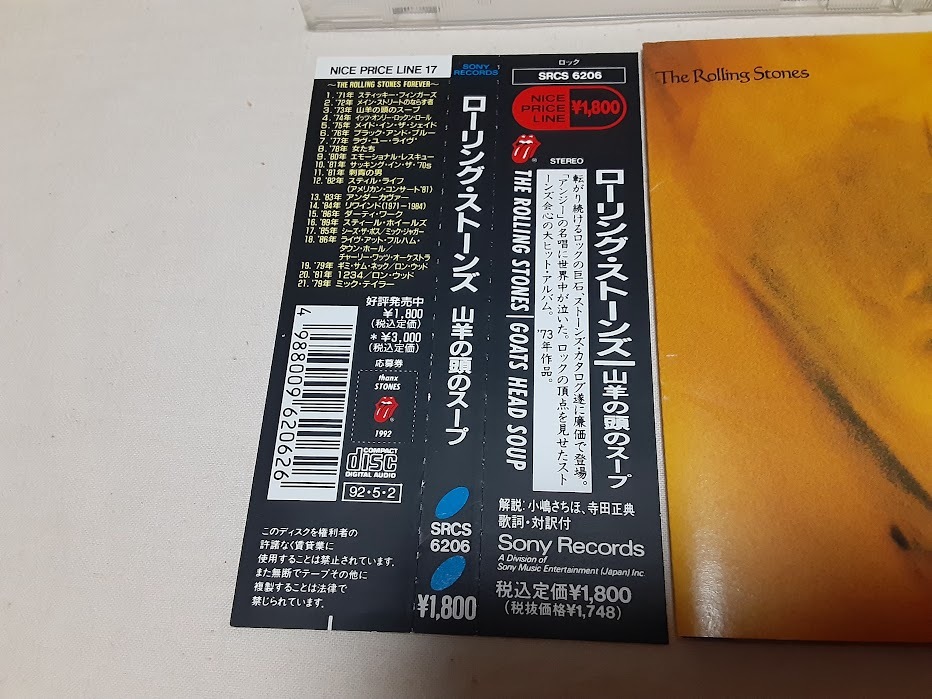 NICE PRICE LINE 17
〜THE ROLLING STONES FOREVER〜
1. '71年 スティッキー・フィンガーズ
2. '72年 メイン・ストリートのならず者
3. '73年 山羊の頭のスープ
4. '74年 イッツ・オンリー・ロックン・ロール
5. '75年 メイド・イン・ザ・シェイド
6. '76年 ブラック・アンド・ブルー
7. '77年 ラヴ・ユー・ライヴ*
8. '78年 女たち
9. '80年 エモーショナル・レスキュー
10. '81年 サッキング・イン・ザ・'70s
11. '81年 刺青の男
12. '82年 スティル・ライフ
(アメリカン・コンサート'81)
13. '83年 アンダーカヴァー
14. '84年 リワインド(1971-1984)
15. '86年 ダーティ・ワーク
16. '89年 スティール・ホイールズ
17. '85年 シーズ・ザ・ボス/ミック・ジャガー
18. '86年 ライヴ・アット・フルハム・
タウン・ホール/
チャーリー・ワッツ・オーケストラ
19. '79年 ギミ・サム・ネック/ロン・ウッド
20. '81年 1234/ロン・ウッド
21. '79年 ミック・テイラー
好評発売中
¥1,800
(税込定価)
*¥3,000
(税込定価)
応募券
thanx
STONES
1992
4 988009 620626
COMPACT
disc
DIGITAL AUDIO
92・5・2
このディスクを権利者の
許諾なく賃貸業に
使用することは禁止されています。
また無断でテープその他に
複製することは法律で
禁じられています。
SONY
RECORDS
ローリング・ストーンズ 山羊の頭のスープ
SRCS
6206
¥1,800
ロック
SRCS 6206
NICE
PRICE
LINE
¥1,800
STEREO
THE ROLLING STONES | GOATS HEAD SOUP
ローリング・ストーンズ | 山羊の頭のスープ
転がり続けるロックの巨石、ストーンズ・カタログ遂に廉価で登場。
「アンジー」の名唱に世界中が泣いた。ロックの頂点を見せたスト
ーンズ会心の大ヒット・アルバム。 '73年作品。
解説: 小嶋さちほ、寺田正典
歌詞・対訳付
Sony Records
A Division of
Sony Music Entertainment (Japan) Inc.
税込定価¥1,800
(税抜価格¥1,748)
The Rolling Stones